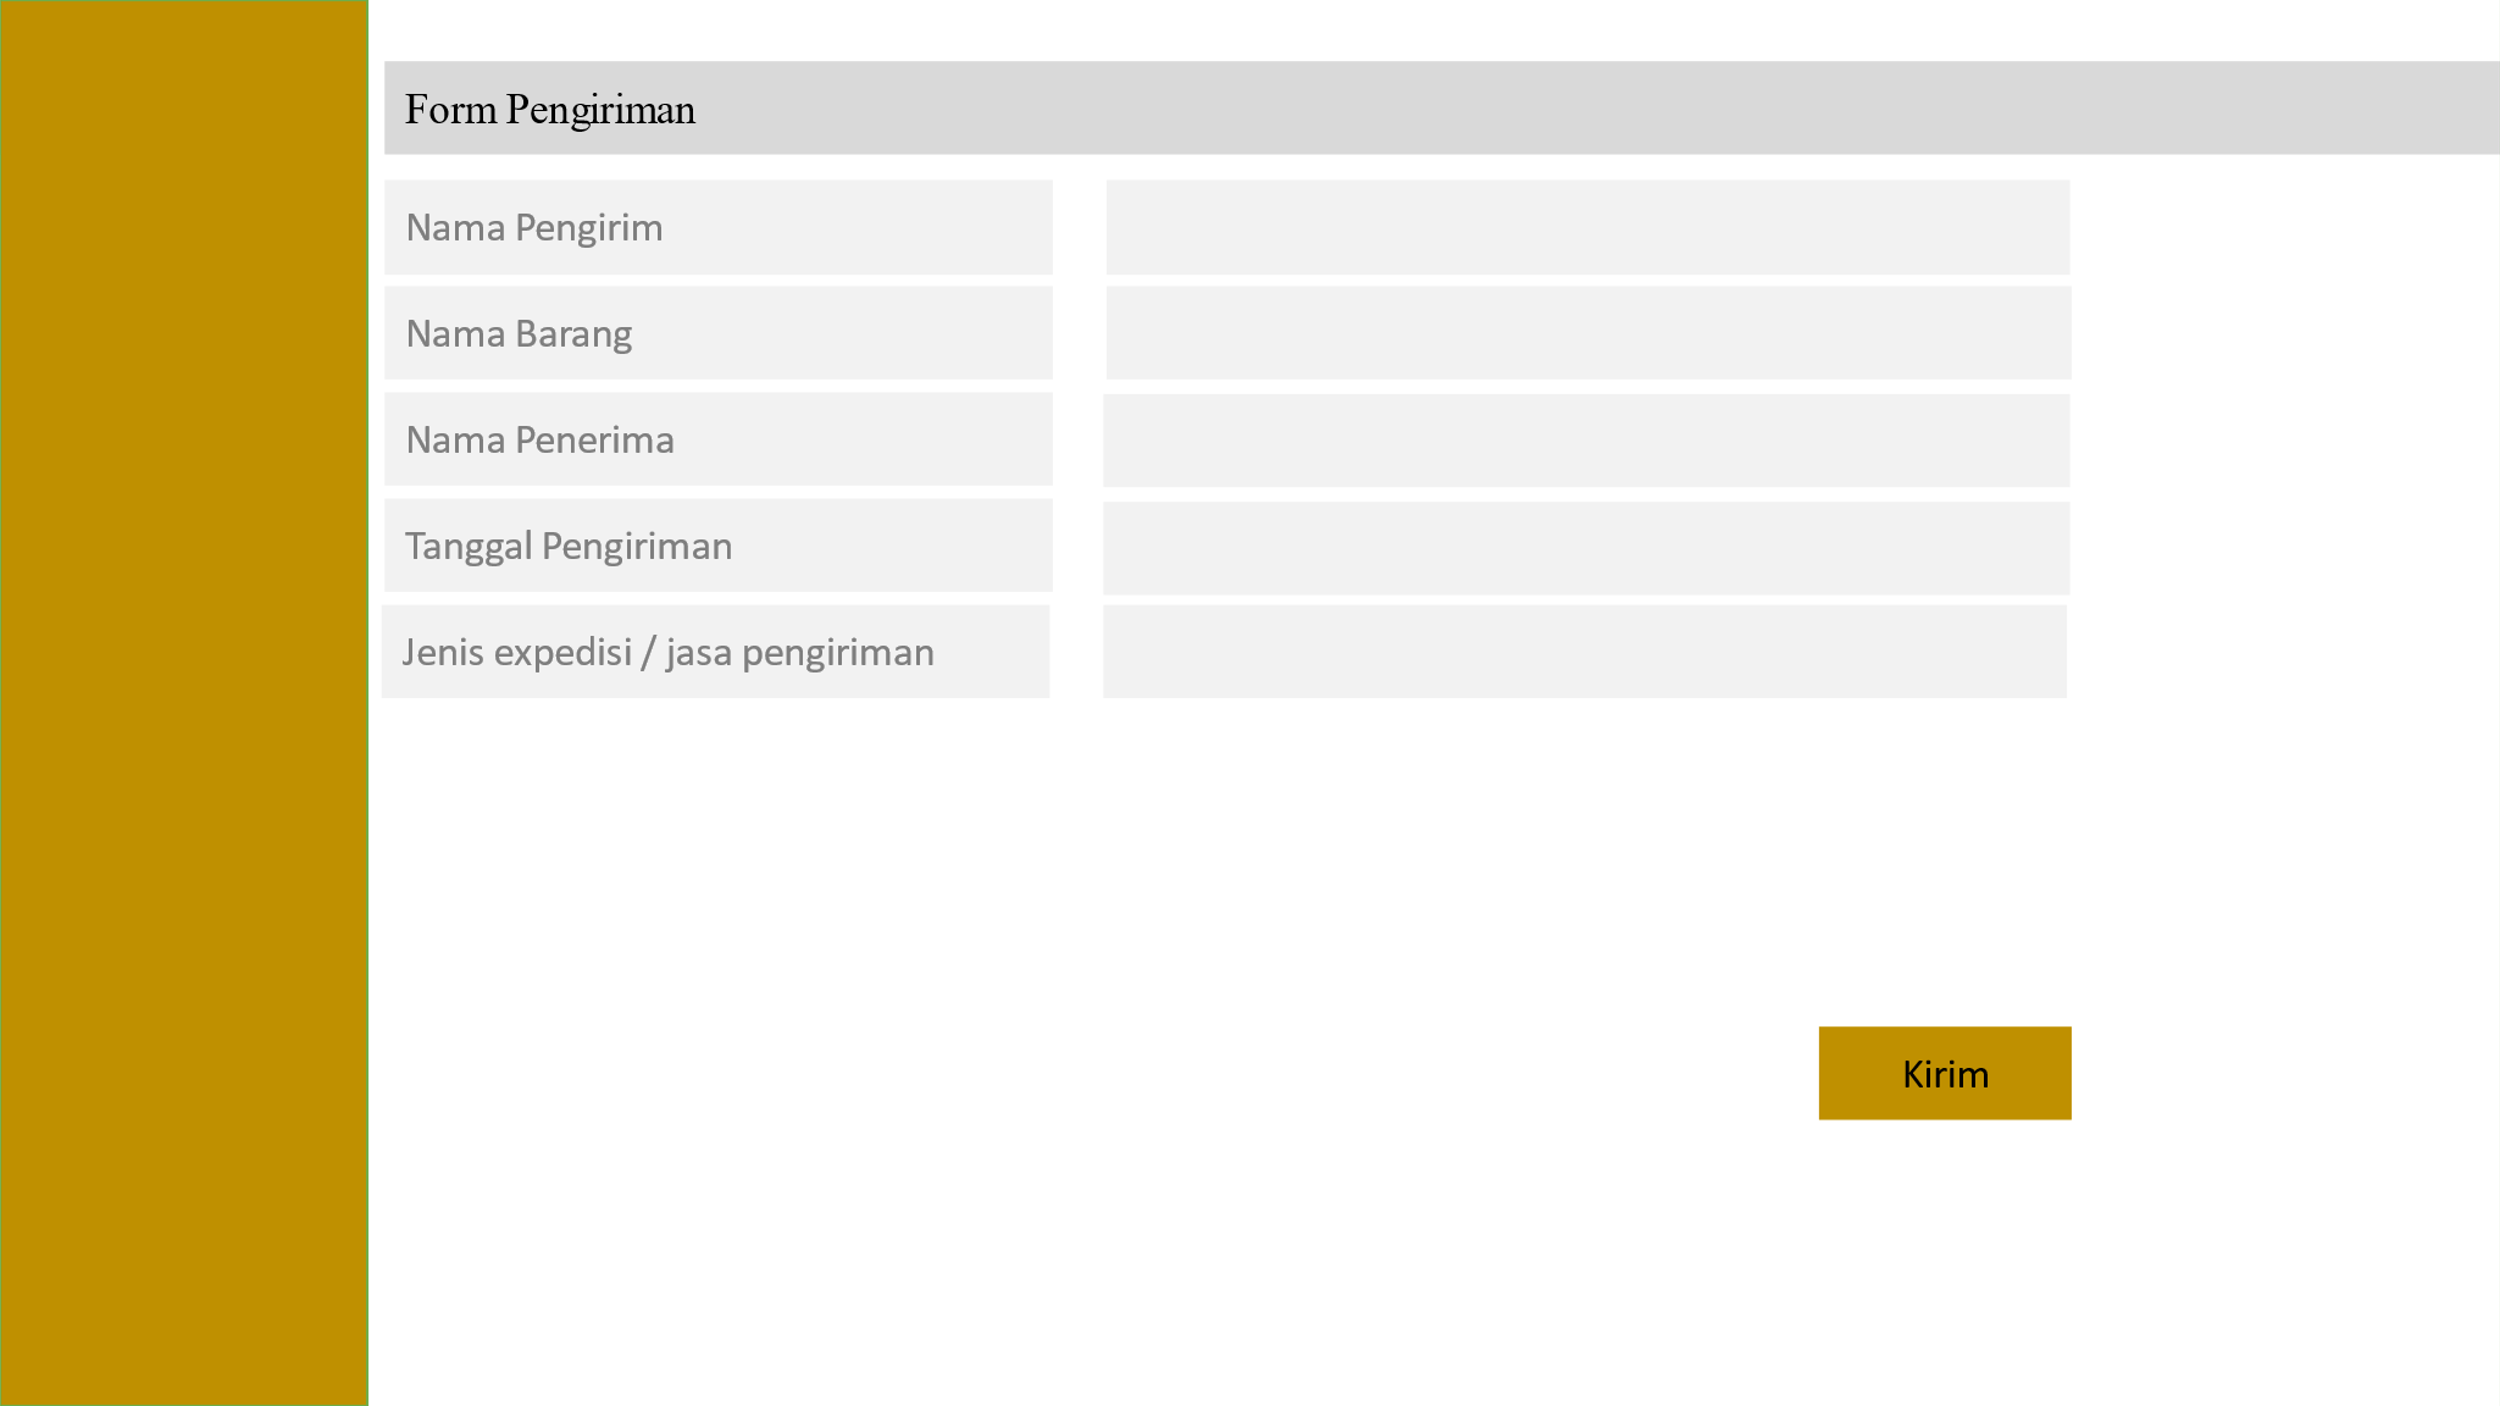 Form Pengiriman
Nama Pengirim
Nama Barang
Nama Penerima
Tanggal Pengiriman
Jenis expedisi / jasa pengiriman
Kirim